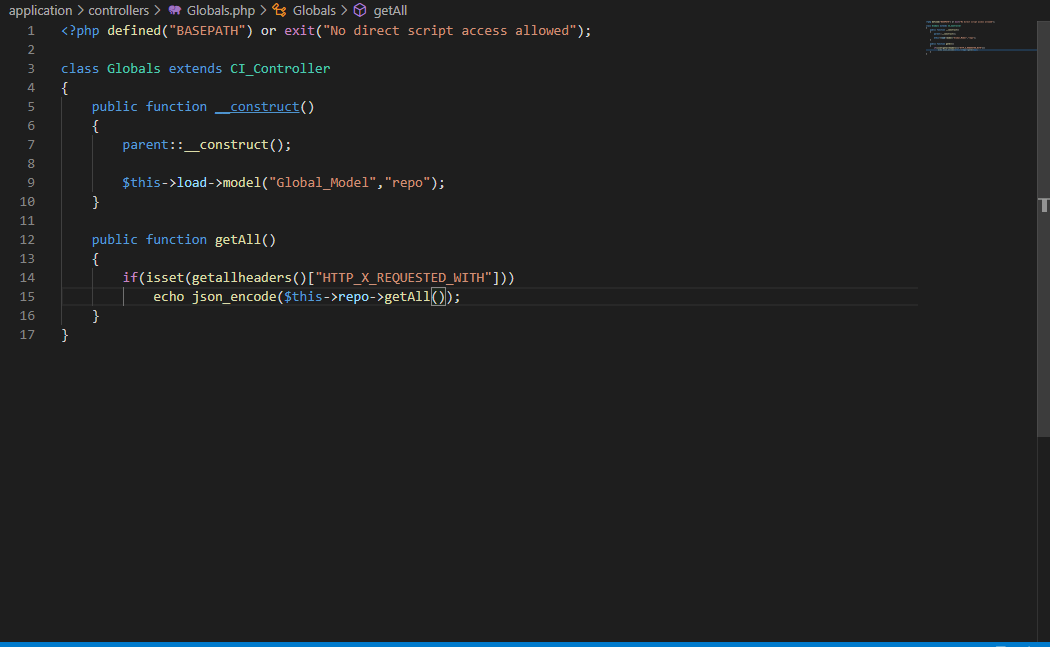 application > controllers > Globals.php > Globals > getAll
1 <?php defined("BASEPATH") or exit("No direct script access allowed");
2
3 class Globals extends CI_Controller
4 {
5     public function __construct()
6     {
7         parent::__construct();
8
9         $this->load->model("Global_Model","repo");
10     }
11
12     public function getAll()
13     {
14         if(isset(getallheaders()["HTTP_X_REQUESTED_WITH"]))
15             echo json_encode($this->repo->getAll());
16     }
17 }